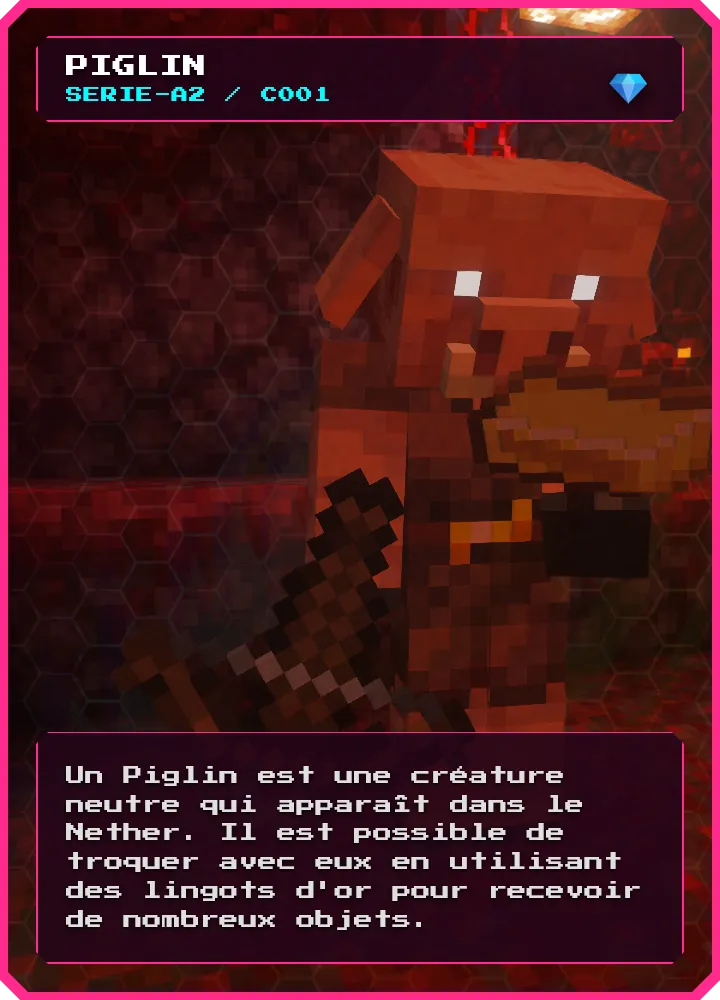 PIGLIN
SERIE-A2 / C001
Un Piglin est une créature
neutre qui apparaît dans le
Nether. Il est possible de
troquer avec eux en utilisant
des lingots d'or pour recevoir
de nombreux objets.